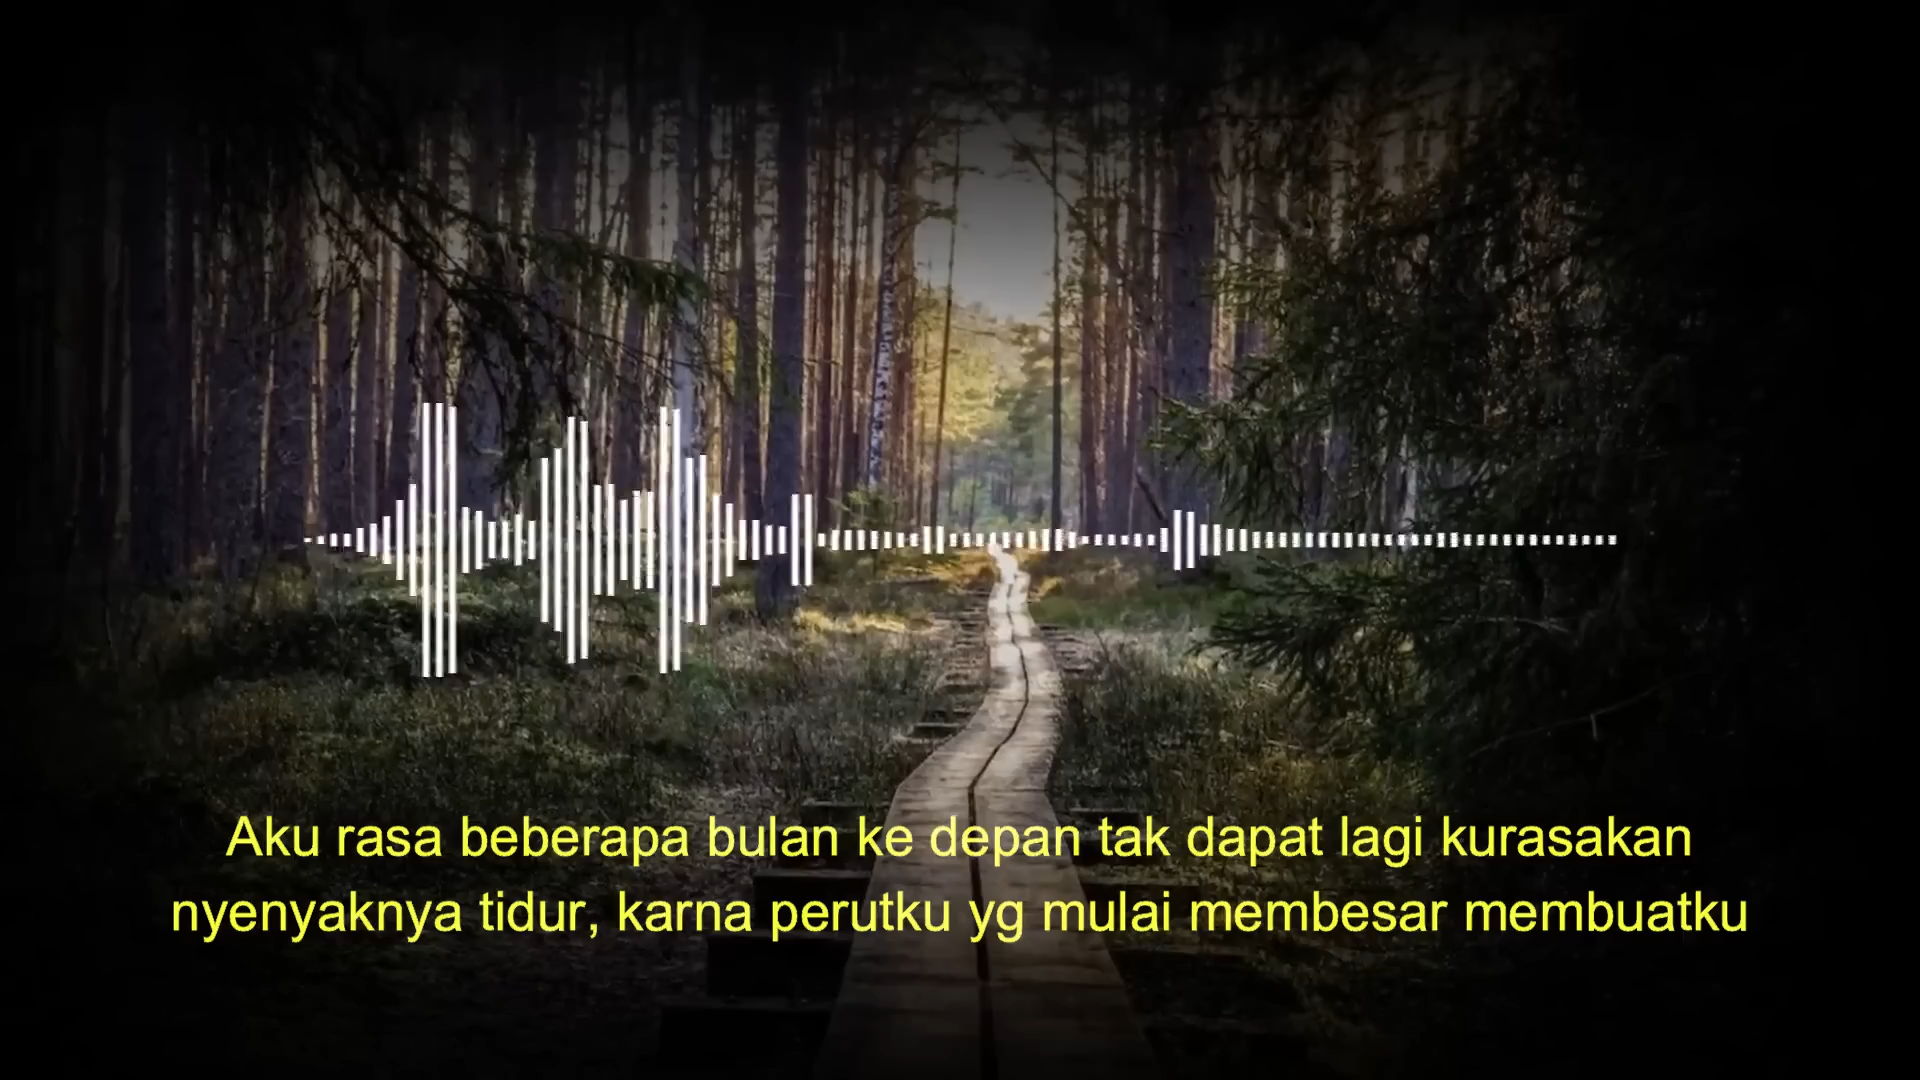 Aku rasa beberapa bulan ke depan tak dapat lagi kurasakan
nyenyaknya tidur, karna perutku yg mulai membesar membuatku